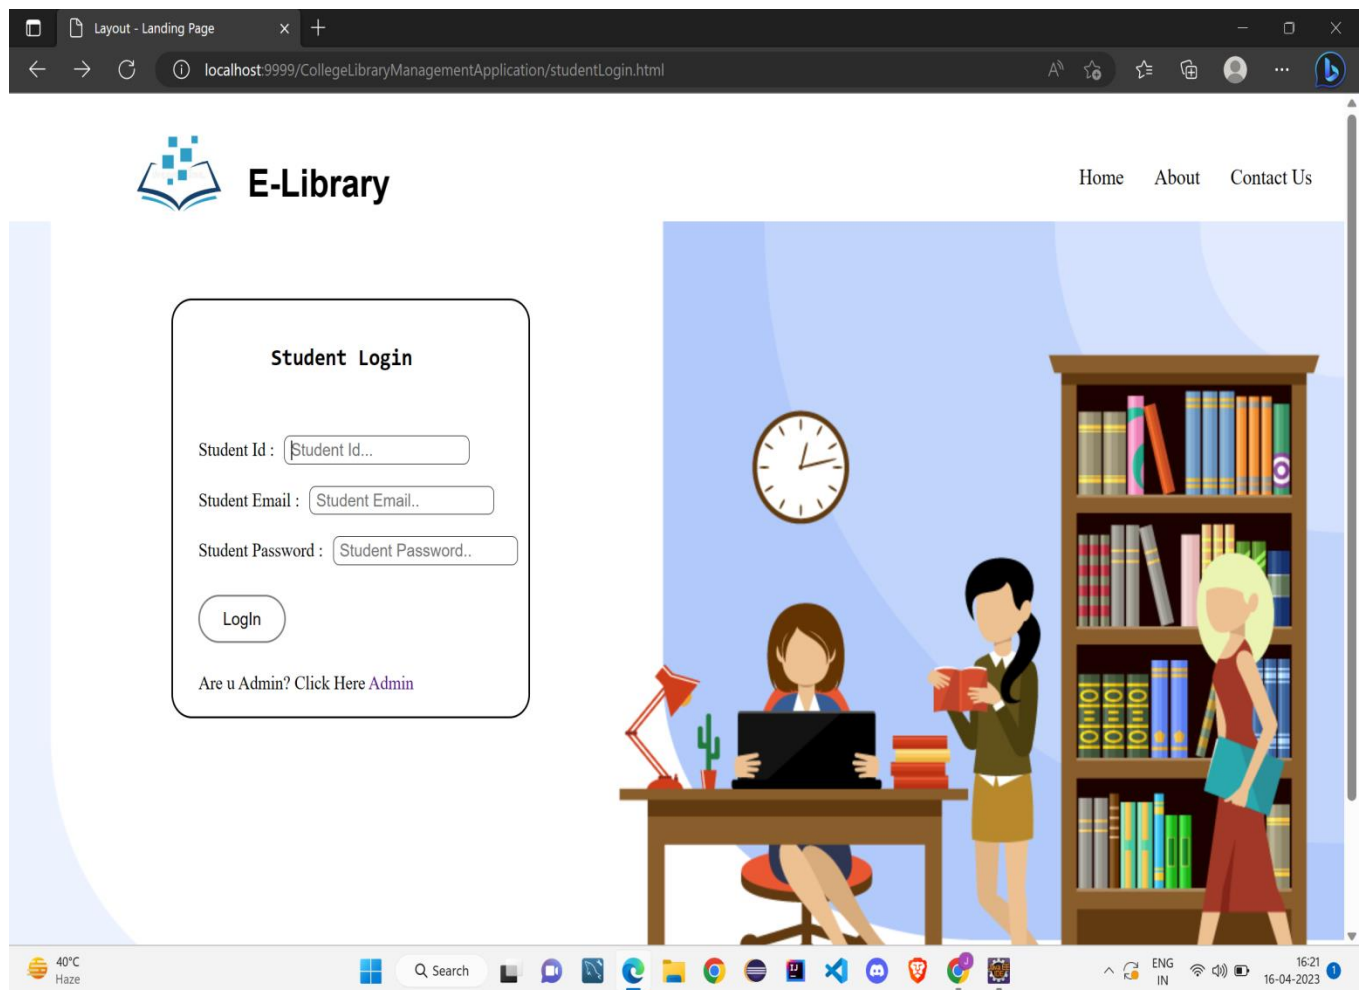 Layout - Landing Page
localhost:9999/CollegeLibraryManagementApplication/studentLogin.html
E-Library
Home About Contact Us
Student Login
Student Id : Student Id...
Student Email : Student Email..
Student Password : Student Password..
LogIn
Are u Admin? Click Here Admin
40°C
Haze
Search
ENG
IN
16:21
16-04-2023
1